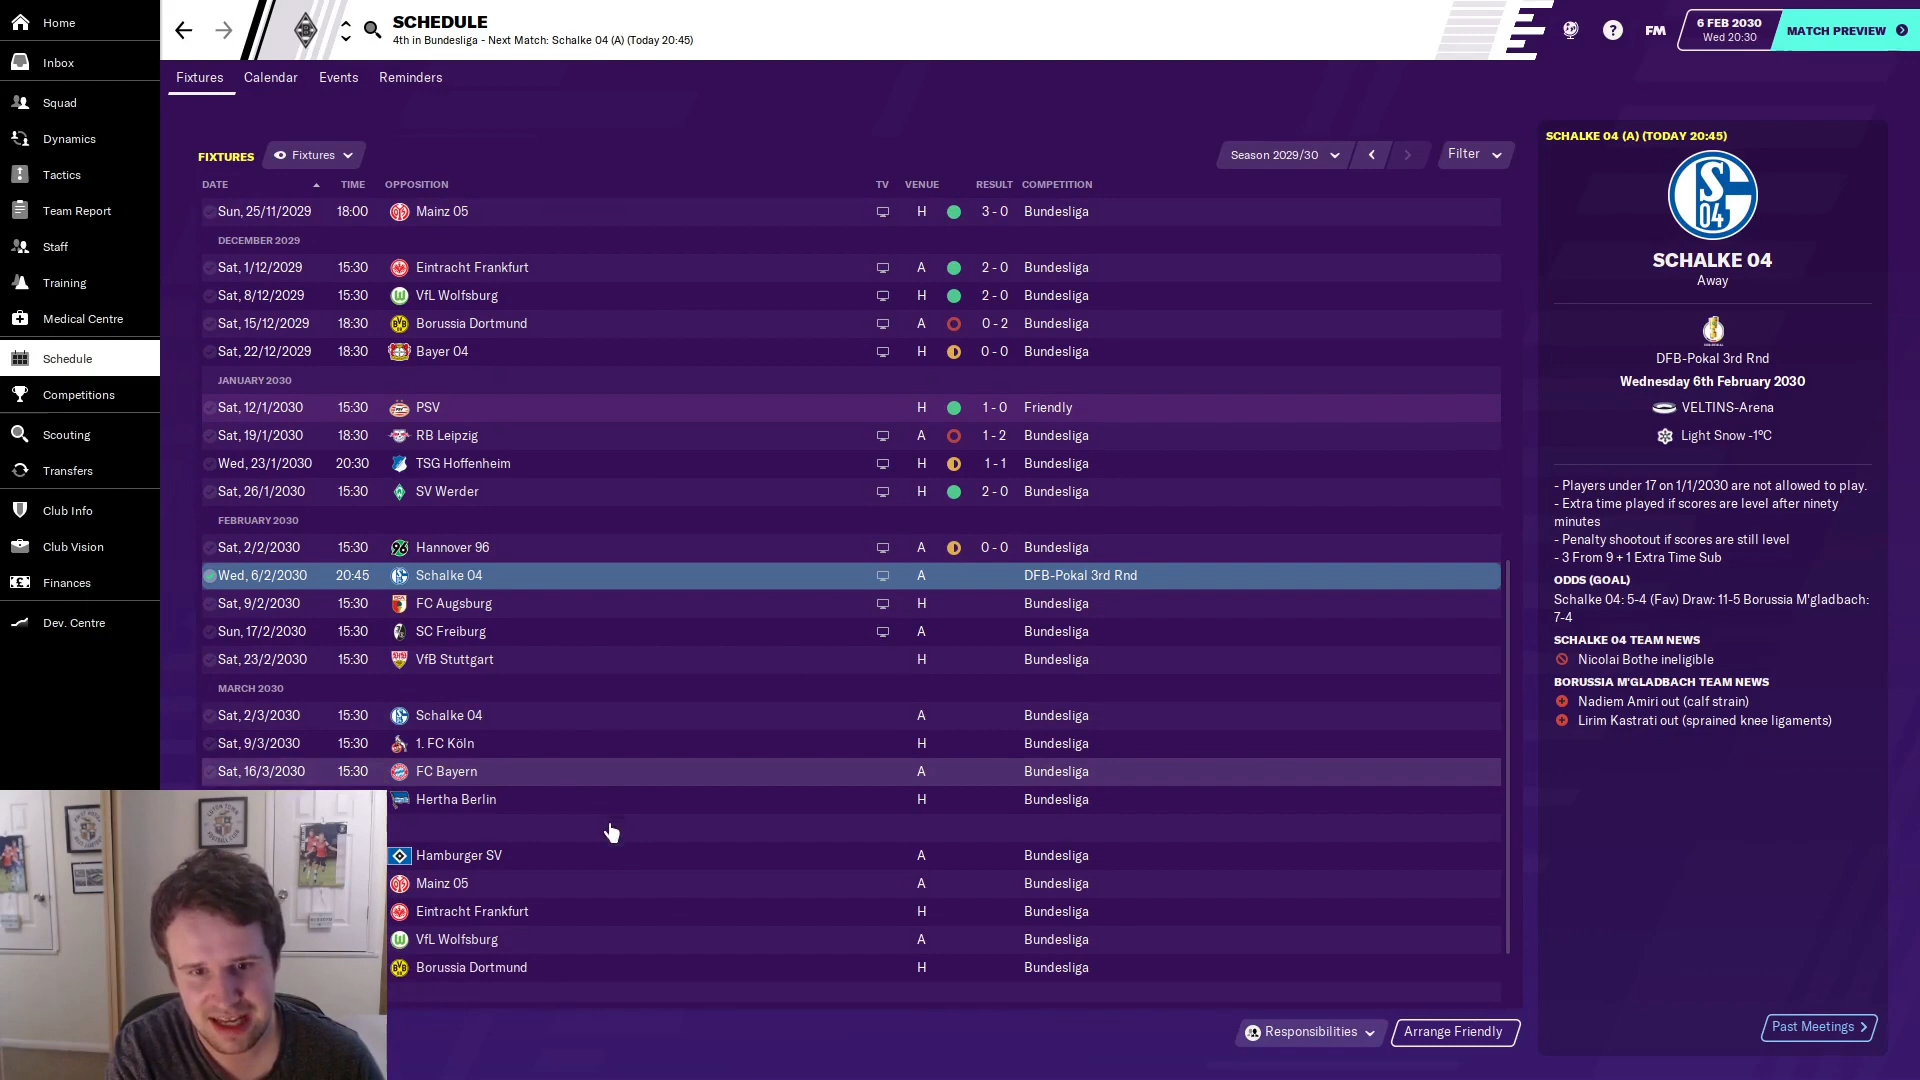 Home
Inbox
Squad
Dynamics
Tactics
Team Report
Staff
Training
Medical Centre
Schedule
Competitions
Scouting
Transfers
Club Info
Club Vision
Finances
Dev. Centre
SCHEDULE
4th in Bundesliga - Next Match: Schalke 04 (A) (Today 20:45)
FM
6 FEB 2030
Wed 20:30
MATCH PREVIEW
Fixtures Calendar Events Reminders
FIXTURES Fixtures Season 2029/30 Filter
DATE TIME OPPOSITION TV VENUE RESULT COMPETITION
Sun, 25/11/2029 18:00 Mainz 05 H 3 - 0 Bundesliga
DECEMBER 2029
Sat, 1/12/2029 15:30 Eintracht Frankfurt A 2 - 0 Bundesliga
Sat, 8/12/2029 15:30 VfL Wolfsburg H 2 - 0 Bundesliga
Sat, 15/12/2029 18:30 Borussia Dortmund A 0 - 2 Bundesliga
Sat, 22/12/2029 18:30 Bayer 04 H 0 - 0 Bundesliga
JANUARY 2030
Sat, 12/1/2030 15:30 PSV H 1 - 0 Friendly
Sat, 19/1/2030 18:30 RB Leipzig A 1 - 2 Bundesliga
Wed, 23/1/2030 20:30 TSG Hoffenheim H 1 - 1 Bundesliga
Sat, 26/1/2030 15:30 SV Werder H 2 - 0 Bundesliga
FEBRUARY 2030
Sat, 2/2/2030 15:30 Hannover 96 A 0 - 0 Bundesliga
Wed, 6/2/2030 20:45 Schalke 04 A DFB-Pokal 3rd Rnd
Sat, 9/2/2030 15:30 FC Augsburg H Bundesliga
Sun, 17/2/2030 15:30 SC Freiburg A Bundesliga
Sat, 23/2/2030 15:30 VfB Stuttgart H Bundesliga
MARCH 2030
Sat, 2/3/2030 15:30 Schalke 04 A Bundesliga
Sat, 9/3/2030 15:30 1. FC Köln H Bundesliga
Sat, 16/3/2030 15:30 FC Bayern A Bundesliga
Hertha Berlin H Bundesliga
Hamburger SV A Bundesliga
Mainz 05 A Bundesliga
Eintracht Frankfurt H Bundesliga
VfL Wolfsburg A Bundesliga
Borussia Dortmund H Bundesliga
Responsibilities Arrange Friendly
SCHALKE 04 (A) (TODAY 20:45)
S
04
SCHALKE 04
Away
DFB-Pokal 3rd Rnd
Wednesday 6th February 2030
VELTINS-Arena
Light Snow -1°C
- Players under 17 on 1/1/2030 are not allowed to play.
- Extra time played if scores are level after ninety
minutes
- Penalty shootout if scores are still level
- 3 From 9 + 1 Extra Time Sub
ODDS (GOAL)
Schalke 04: 5-4 (Fav) Draw: 11-5 Borussia M'gladbach:
7-4
SCHALKE 04 TEAM NEWS
Nicolai Bothe ineligible
BORUSSIA M'GLADBACH TEAM NEWS
Nadiem Amiri out (calf strain)
Lirim Kastrati out (sprained knee ligaments)
Past Meetings